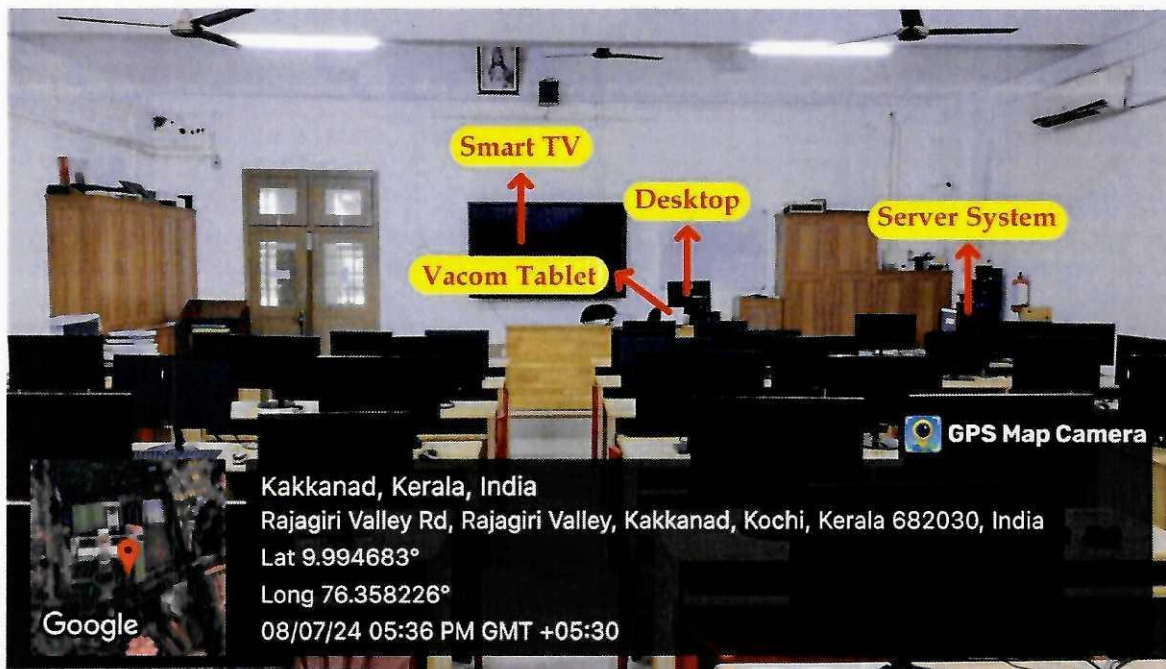 Smart TV
Desktop
Server System
Vacom Tablet
GPS Map Camera
Kakkanad, Kerala, India
Rajagiri Valley Rd, Rajagiri Valley, Kakkanad, Kochi, Kerala 682030, India
Lat 9.994683°
Long 76.358226°
08/07/24 05:36 PM GMT +05:30
Google